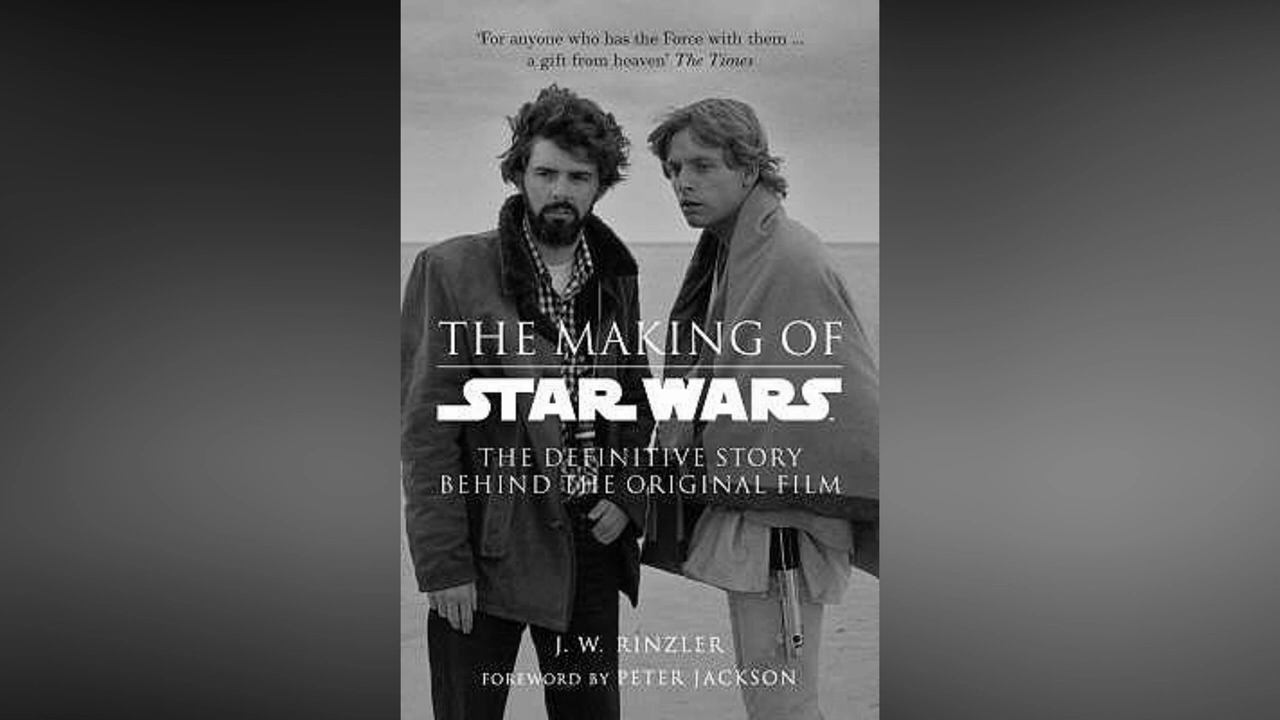 'For anyone who has the Force with them ...
a gift from heaven' The Times
THE MAKING OF
STAR WARS
THE DEFINITIVE STORY
BEHIND THE ORIGINAL FILM
J. W. RINZLER
FOREWORD BY PETER JACKSON